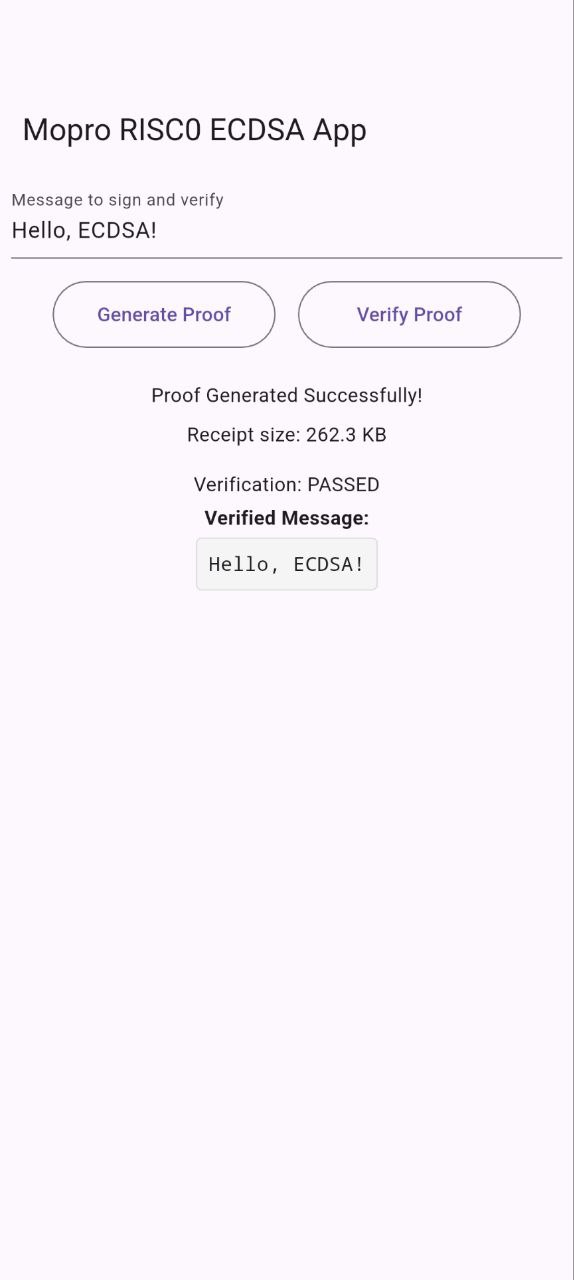 Mopro RISC0 ECDSA App
Message to sign and verify
Hello, ECDSA!
Generate Proof
Verify Proof
Proof Generated Successfully!
Receipt size: 262.3 KB
Verification: PASSED
Verified Message:
Hello, ECDSA!